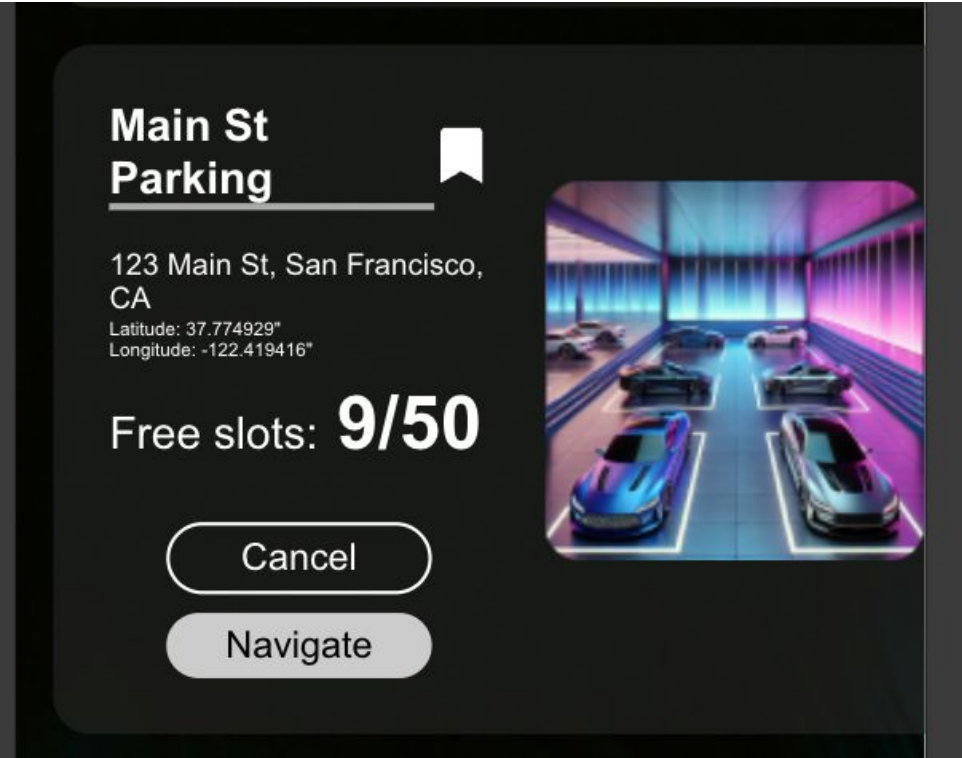 Main St
Parking
123 Main St, San Francisco,
CA
Latitude: 37.774929"
Longitude: -122.419416"
Free slots: 9/50
Cancel
Navigate